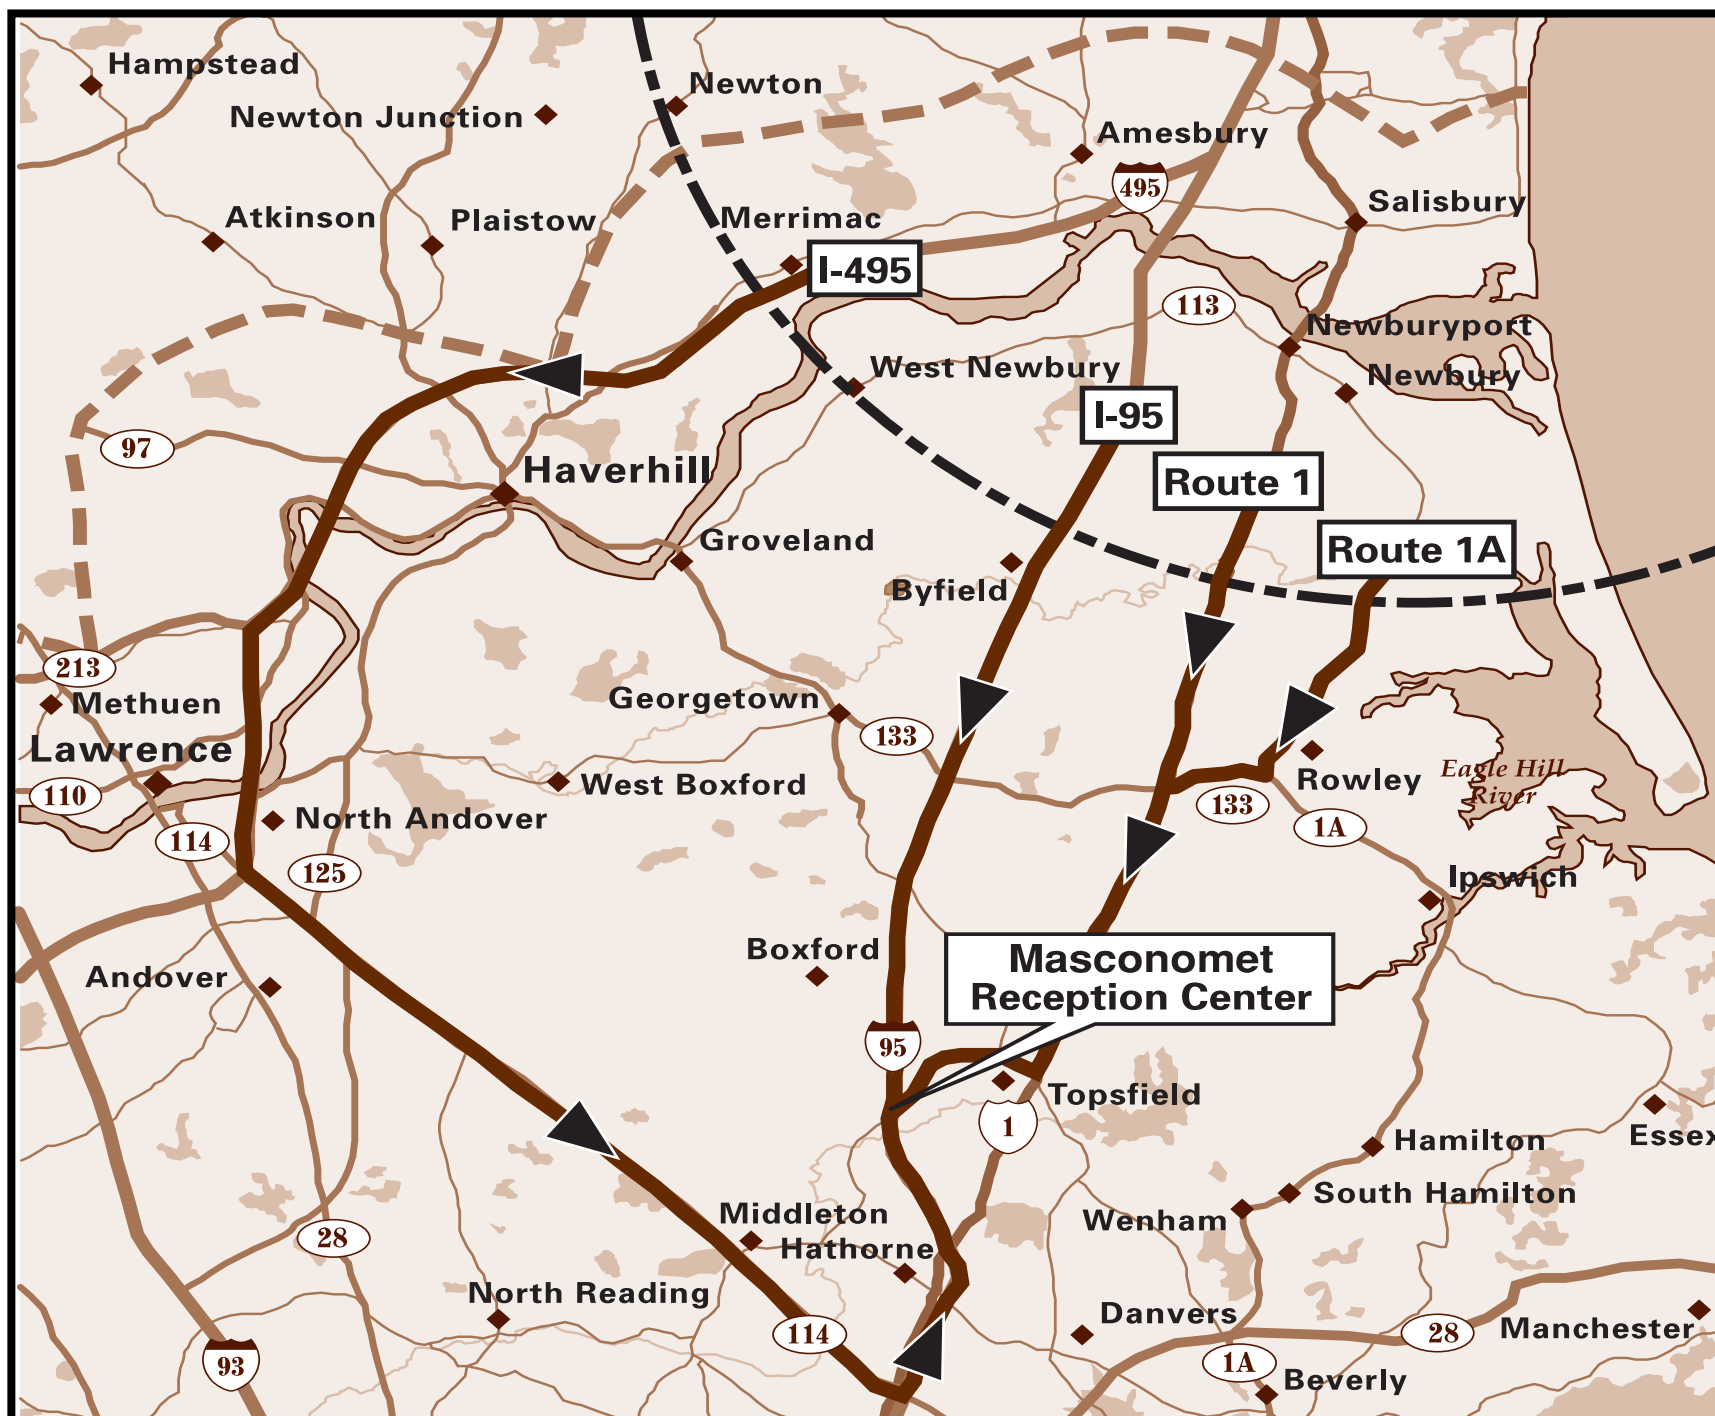 Hampstead
Newton
Newton Junction
Amesbury
495
Atkinson
Plaistow
Merrimac
Salisbury
I-495
113
Newburyport
West Newbury
Newbury
I-95
97
Haverhill
Route 1
Groveland
Route 1A
Byfield
213
Methuen
Georgetown
133
Lawrence
West Boxford
Rowley
Eagle Hill
River
110
133
1A
North Andover
114
125
Ipswich
Boxford
Masconomet
Reception Center
Andover
95
Topsfield
1
Essex
Hamilton
South Hamilton
Middleton
Wenham
28
Hathorne
North Reading
Danvers
114
28
Manchester
93
1A
Beverly